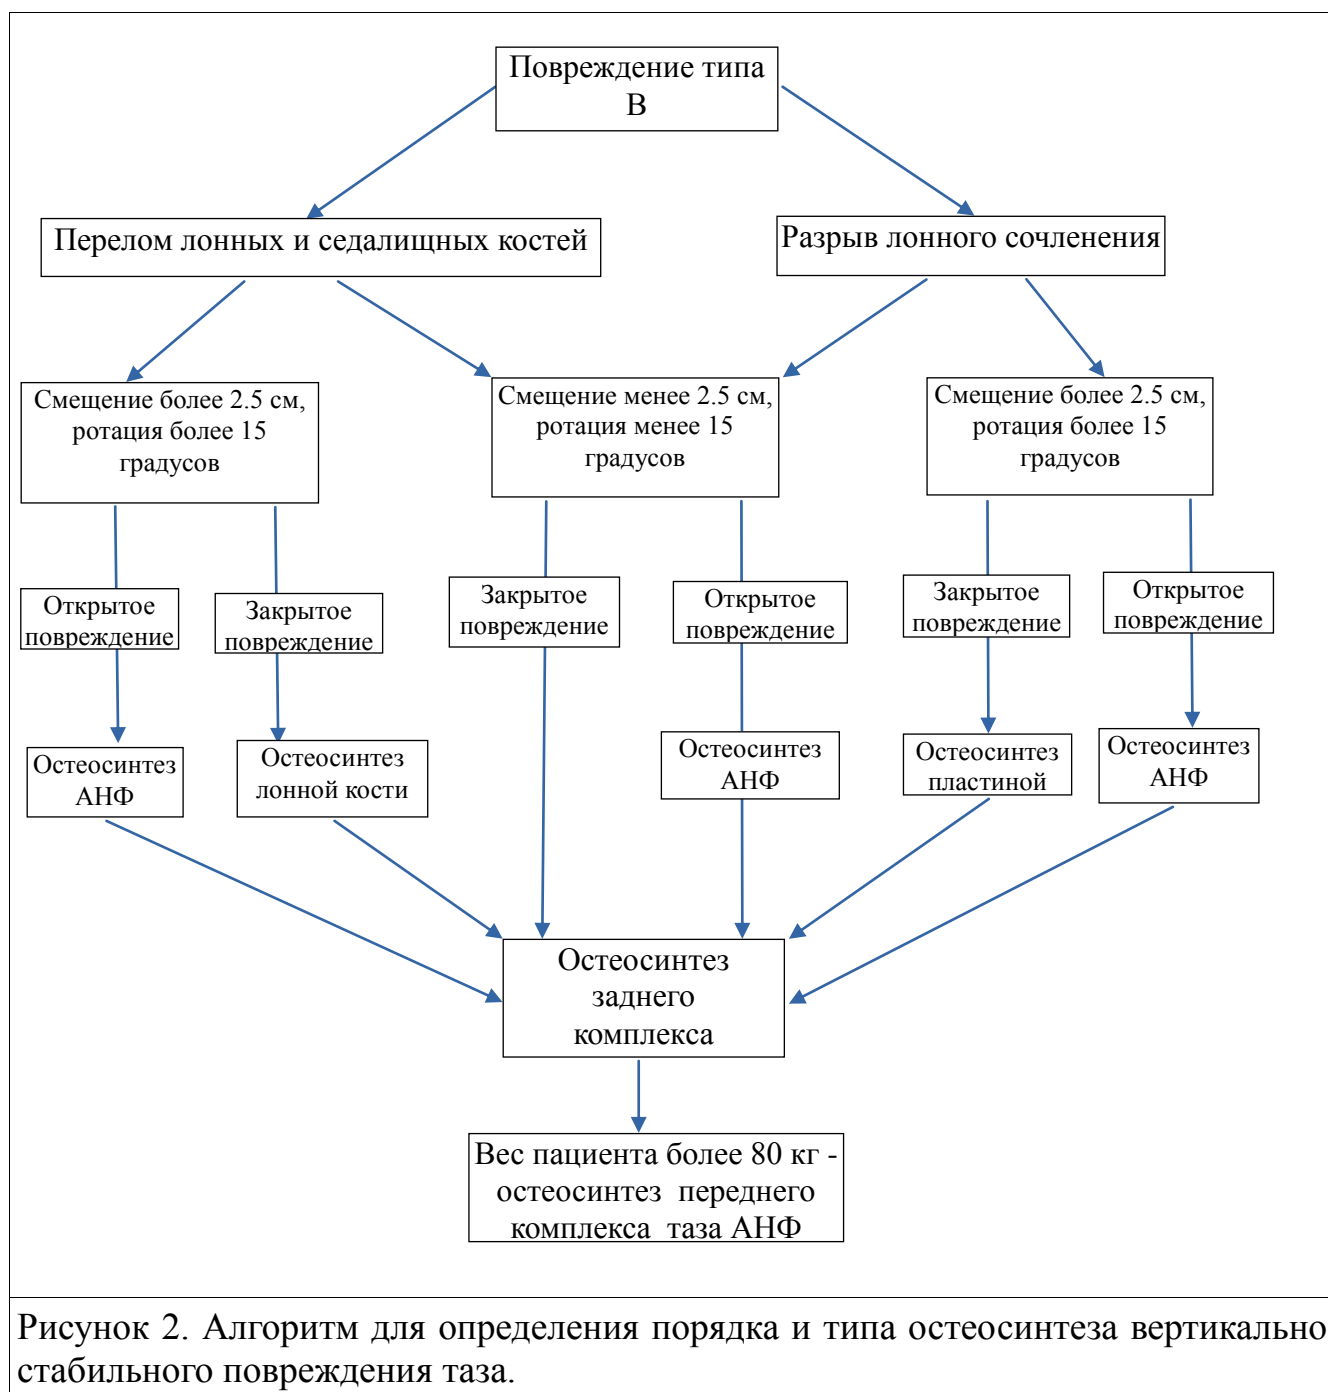 Повреждение типа
В
Перелом лонных и седалищных костей
Разрыв лонного сочленения
Смещение более 2.5 см,
ротация более 15
градусов
Смещение менее 2.5 см,
ротация менее 15
градусов
Смещение более 2.5 см,
ротация более 15
градусов
Открытое
повреждение
Закрытое
повреждение
Закрытое
повреждение
Открытое
повреждение
Закрытое
повреждение
Открытое
повреждение
Остеосинтез
АНФ
Остеосинтез
лонной кости
Остеосинтез
АНФ
Остеосинтез
пластиной
Остеосинтез
АНФ
Остеосинтез
заднего
комплекса
Вес пациента более 80 кг -
остеосинтез переднего
комплекса таза АНФ
Рисунок 2. Алгоритм для определения порядка и типа остеосинтеза вертикально
стабильного повреждения таза.